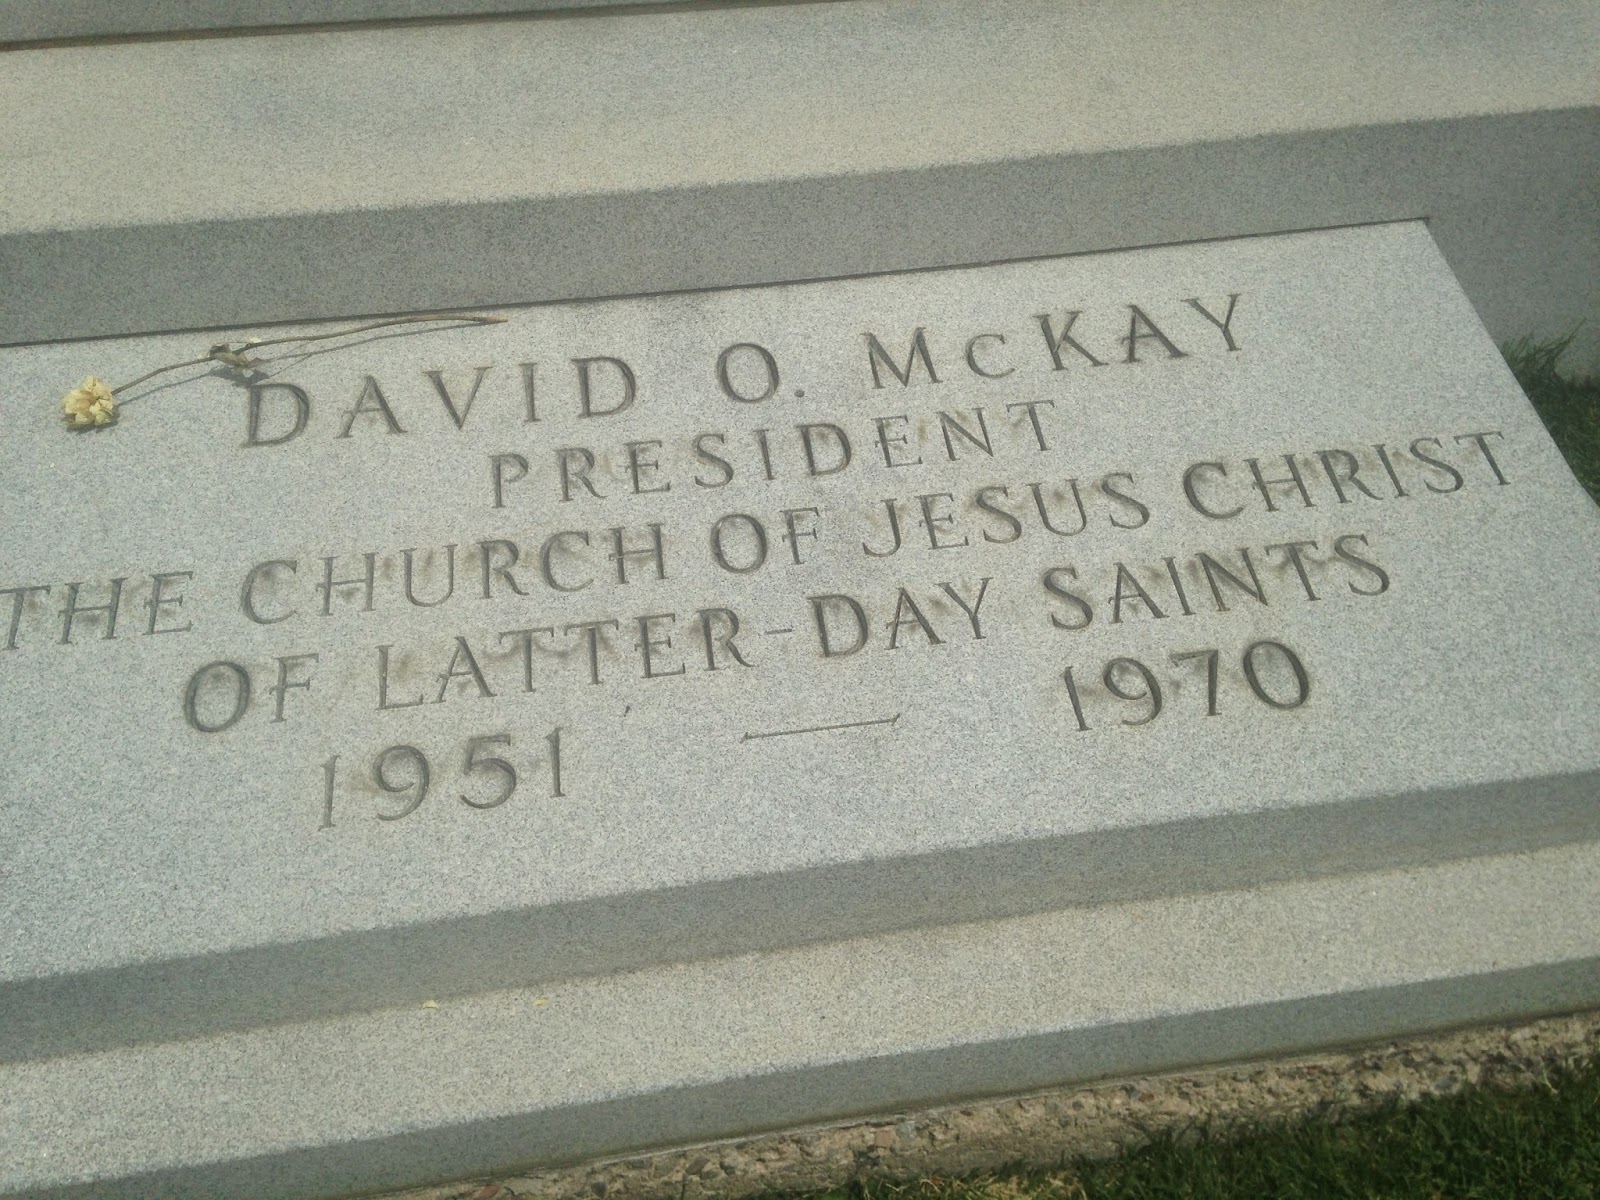 DAVID O. McKAY
PRESIDENT
THE CHURCH OF JESUS CHRIST
OF LATTER-DAY SAINTS
1951 — 1970